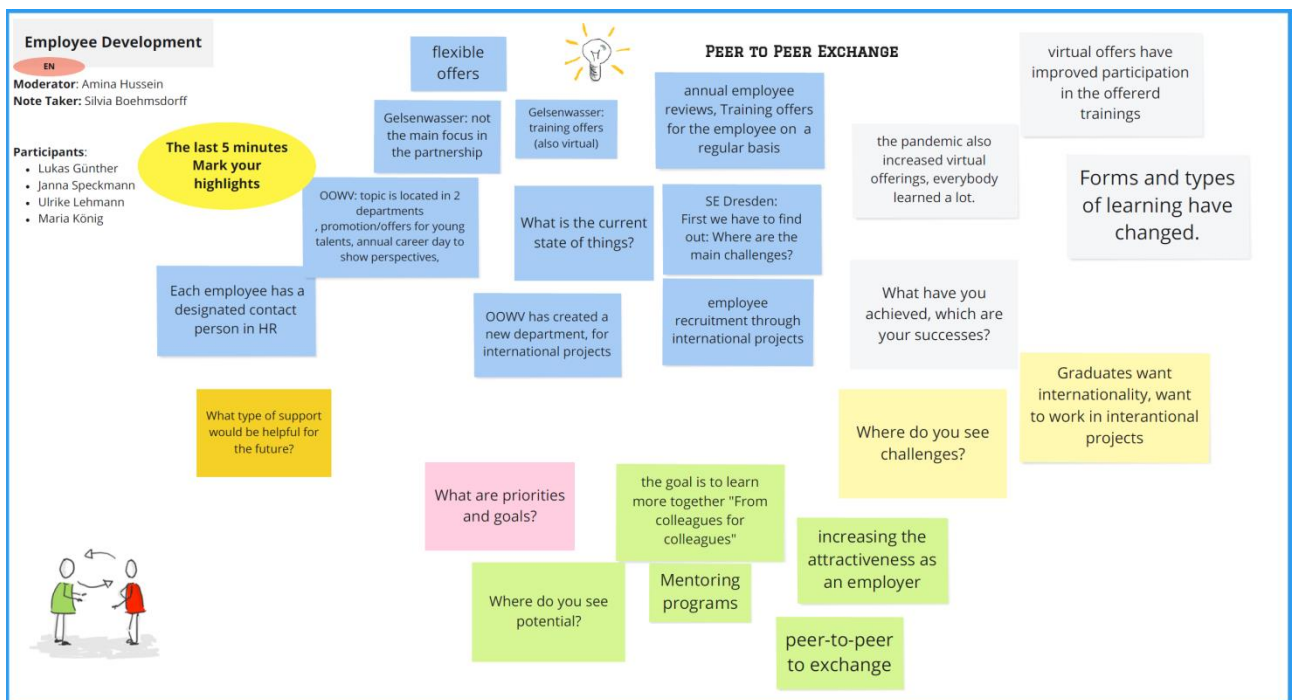 Employee Development
EN
Moderator: Amina Hussein
Note Taker: Silvia Boehmsdorff
Participants:
• Lukas Günther
• Janna Speckmann
• Ulrike Lehmann
• Maria König
The last 5 minutes
Mark your
highlights
flexible
offers
PEER TO PEER EXCHANGE
Gelsenwasser:
not the main focus in
the partnership
Gelsenwasser:
training offers
(also virtual)
annual employee
reviews, Training offers
for the employee on a
regular basis
OOWV: topic is located in 2
departments
, promotion/offers for young
talents, annual career day to
show perspectives,
What is the current
state of things?
SE Dresden:
First we have to find
out: Where are the
main challenges?
Each employee has a
designated contact
person in HR
OOWV has created a
new department, for
international projects
employee
recruitment through
international projects
virtual offers have
improved participation
in the offererd
trainings
the pandemic also
increased virtual
offerings, everybody
learned a lot.
Forms and types
of learning have
changed.
What have you
achieved, which are
your successes?
Graduates want
internationality, want
to work in interantional
projects
Where do you see
challenges?
What type of support
would be helpful for
the future?
What are priorities
and goals?
the goal is to learn
more together "From
colleagues for
colleagues"
increasing the
attractiveness as
an employer
Where do you see
potential?
Mentoring
programs
peer-to-peer
to exchange